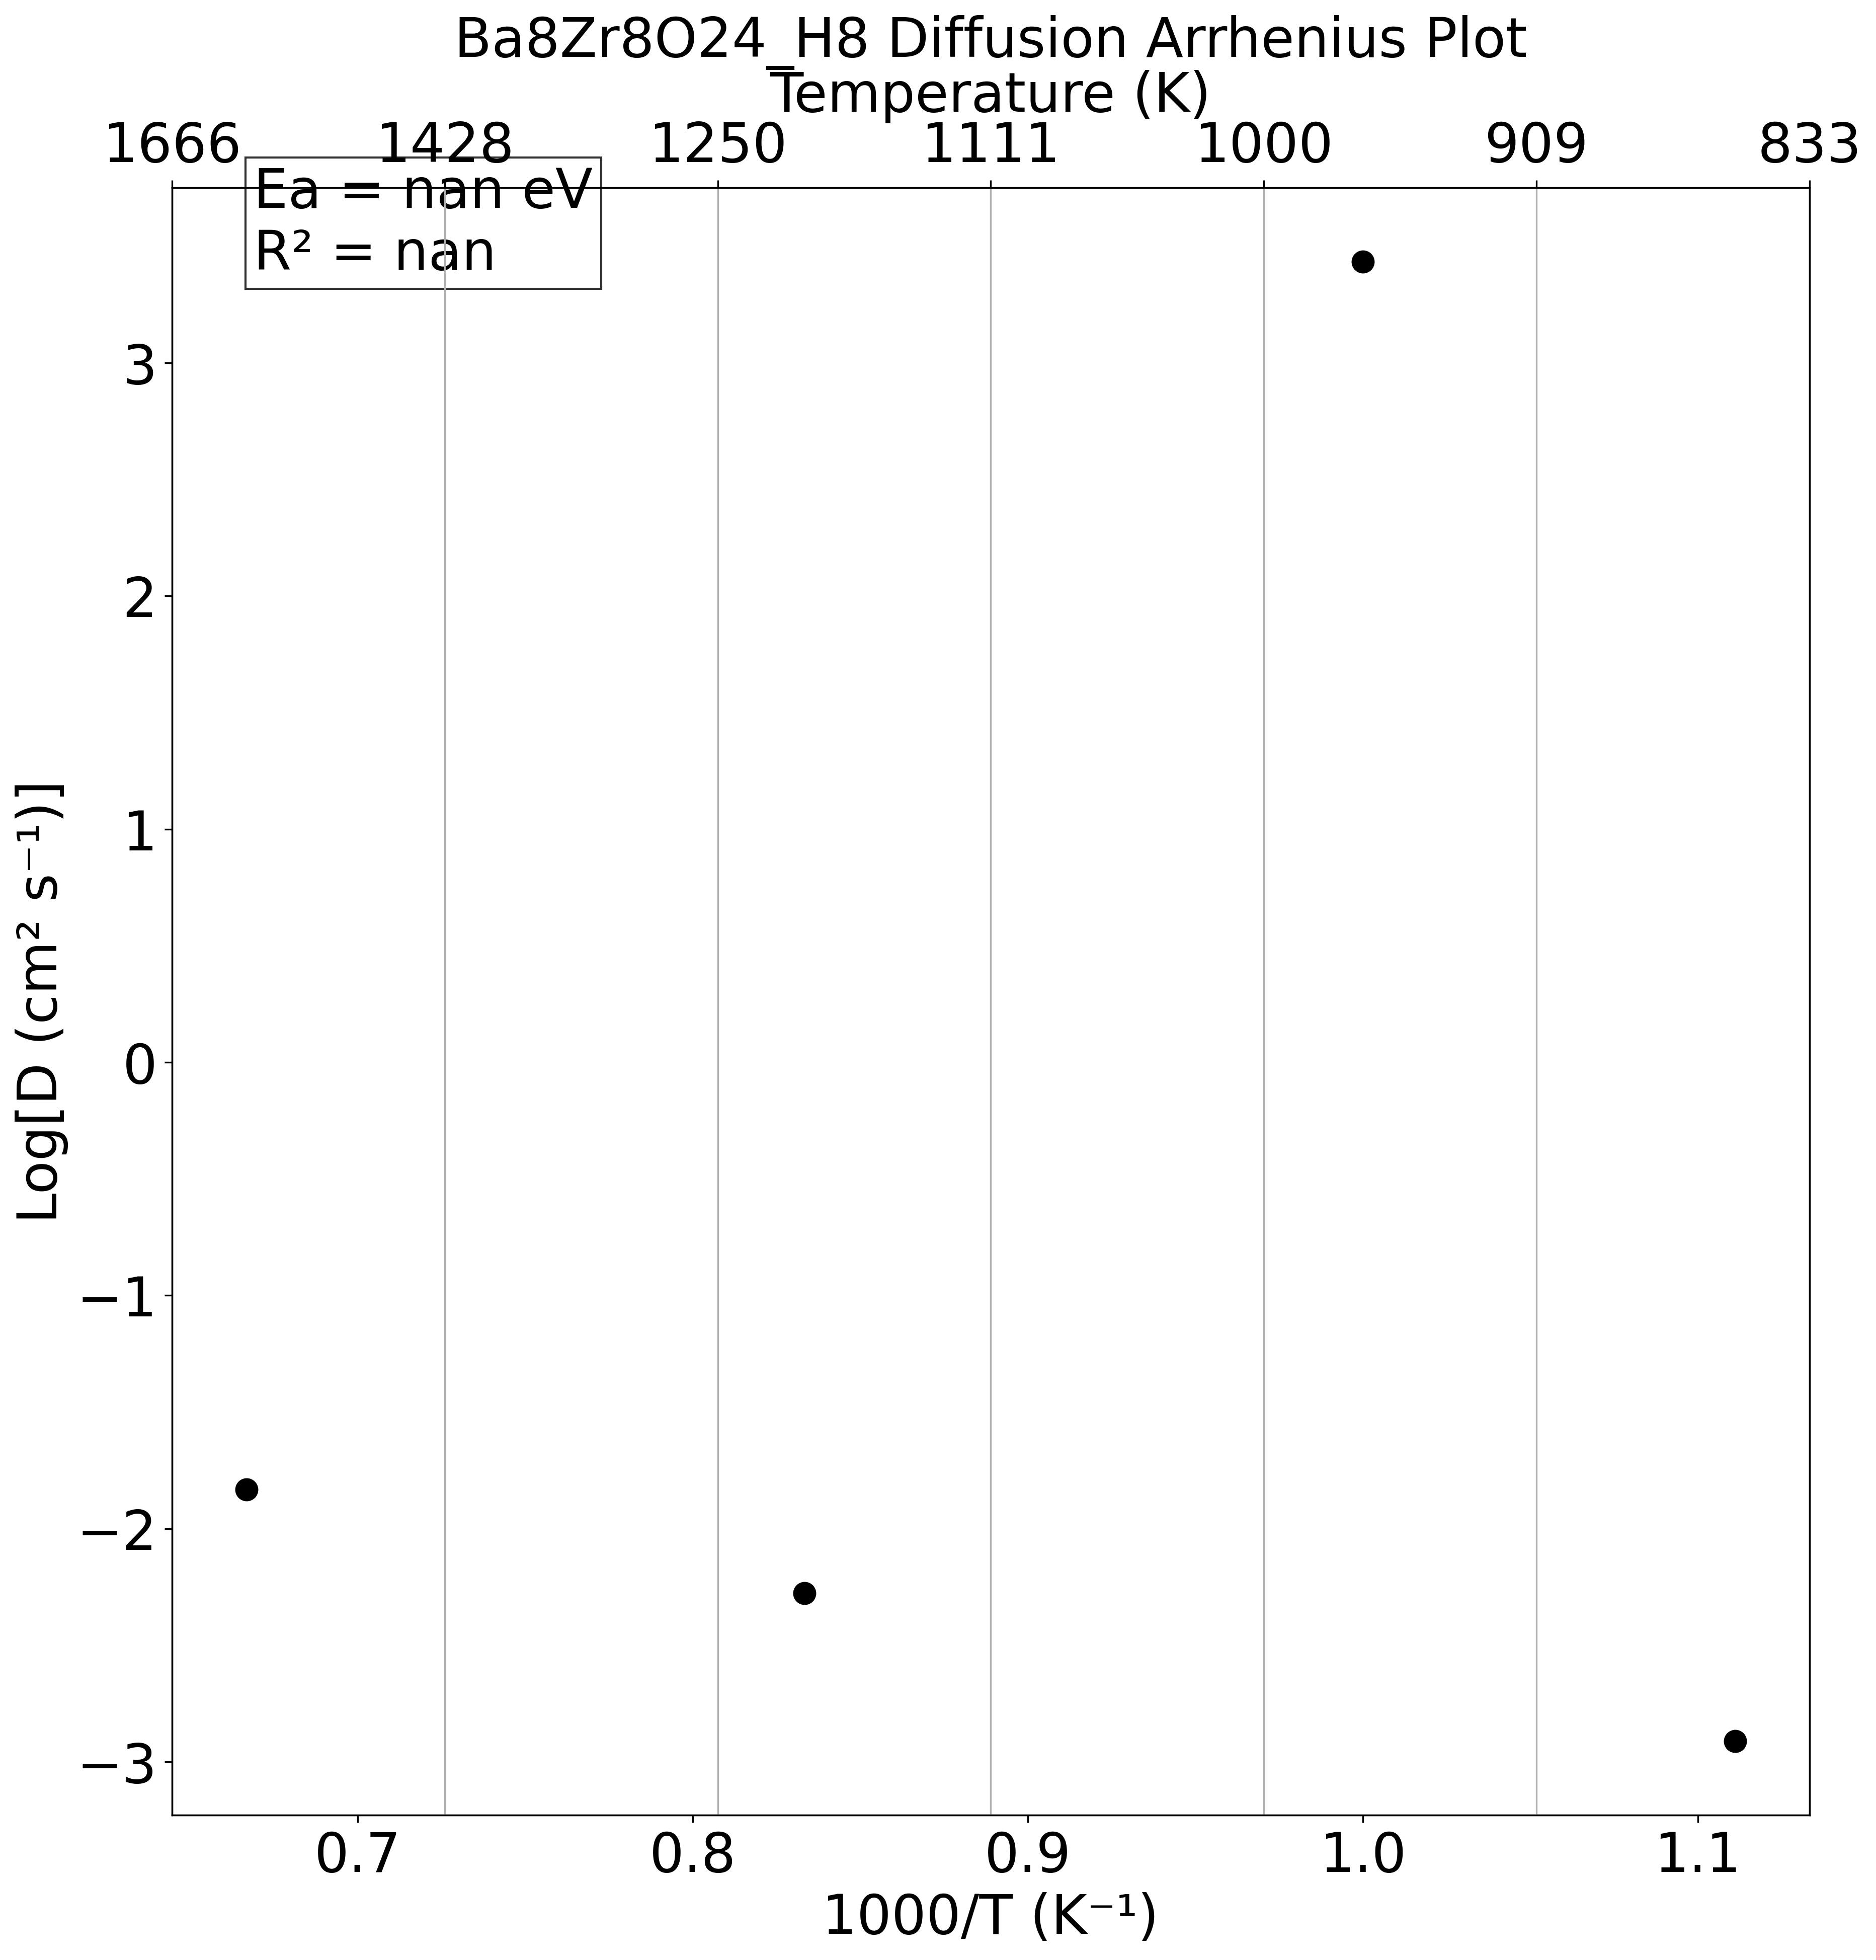 Ba8Zr8O24_H8 Diffusion Arrhenius Plot
Temperature (K)
1666 1428 1250 1111 1000 909 833
Ea = nan eV
R² = nan
3
2
1
0
−1
−2
−3
Log[D (cm² s⁻¹)]
0.7 0.8 0.9 1.0 1.1
1000/T (K⁻¹)